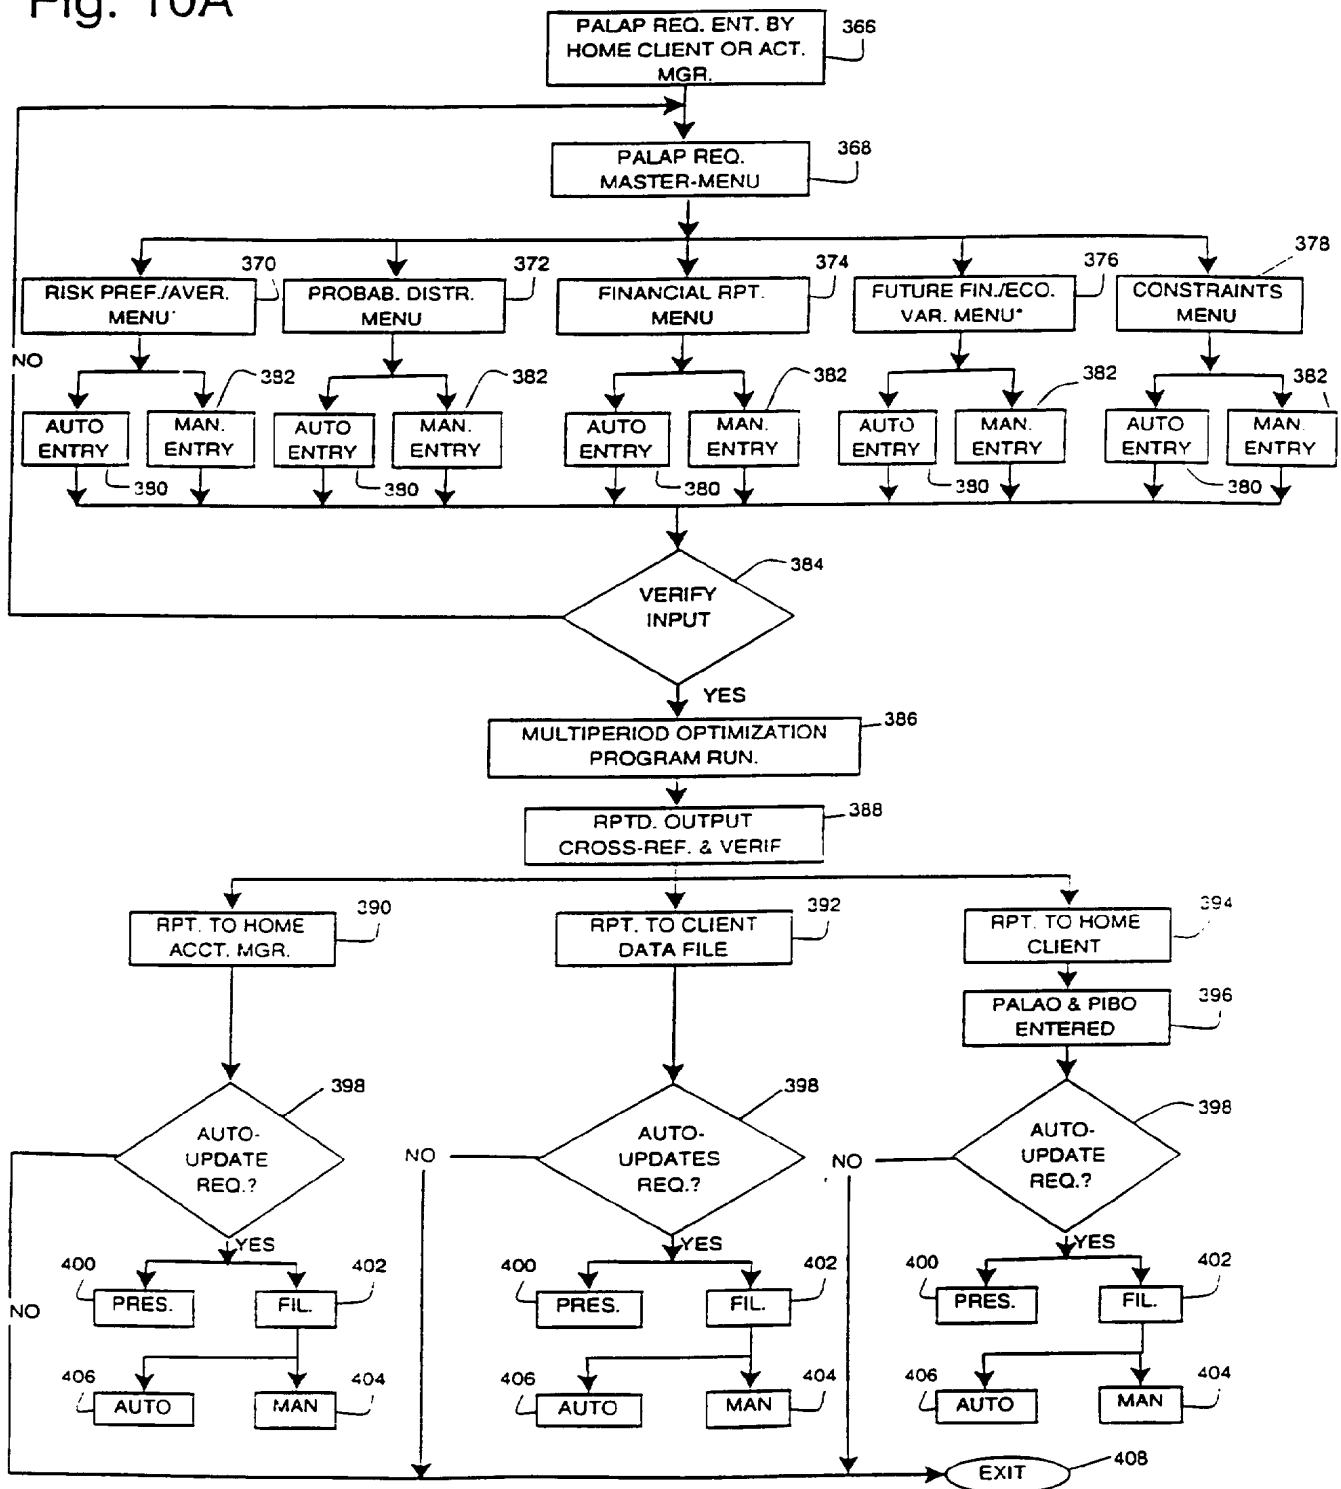 Fig. 10A
PALAP REQ. ENT. BY
HOME CLIENT OR ACT.
MGR.
366
PALAP REQ.
MASTER-MENU
368
RISK PREF./AVER.
MENU*
370
PROBAB. DISTR.
MENU
372
FINANCIAL RPT.
MENU
374
FUTURE FIN./ECO.
VAR. MENU*
376
CONSTRAINTS
MENU
378
NO
AUTO
ENTRY
380
MAN.
ENTRY
382
AUTO
ENTRY
380
MAN.
ENTRY
382
AUTO
ENTRY
380
MAN.
ENTRY
382
AUTO
ENTRY
380
MAN.
ENTRY
382
AUTO
ENTRY
380
MAN.
ENTRY
382
VERIFY
INPUT
384
YES
MULTIPERIOD OPTIMIZATION
PROGRAM RUN.
386
RPTD. OUTPUT
CROSS-REF. & VERIF
388
RPT. TO HOME
ACCT. MGR.
390
RPT. TO CLIENT
DATA FILE
392
RPT. TO HOME
CLIENT
394
PALAO & PIBO
ENTERED
396
AUTO-
UPDATE
REQ.?
398
NO
AUTO-
UPDATES
REQ.?
398
NO
AUTO-
UPDATE
REQ.?
398
YES
YES
YES
400
PRES.
402
FIL.
400
PRES.
402
FIL.
400
PRES.
402
FIL.
NO
406
AUTO
404
MAN
406
AUTO
404
MAN
406
AUTO
404
MAN
EXIT
408